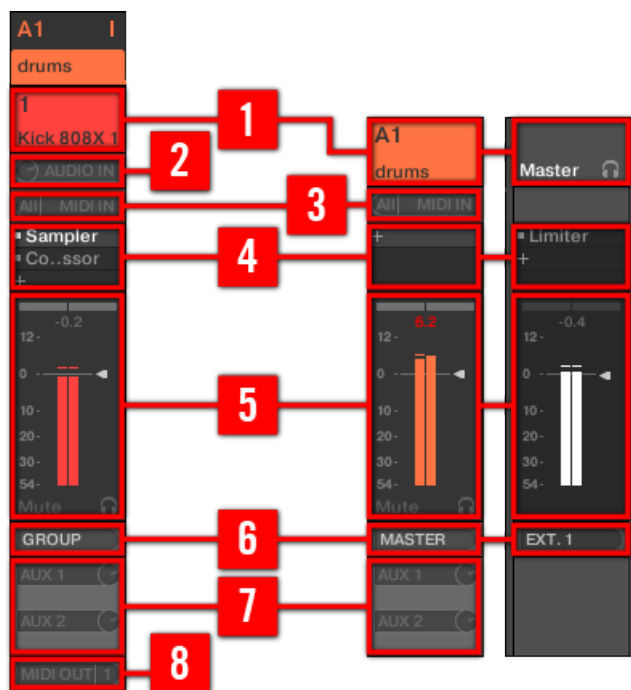 A1 I
drums
1
Kick 808X 1
AUDIO IN
All MIDI IN
Sampler
Co..ssor
+
-0.2
12-
0-
10-
20-
30-
54-
Mute
GROUP
AUX 1
AUX 2
MIDI OUT 1
1
2
3
4
5
6
7
8
A1
drums
All MIDI IN
+
6.2
12-
0-
10-
20-
30-
54-
Mute
MASTER
AUX 1
AUX 2
Master
Limiter
+
-0.4
12-
0-
10-
20-
30-
54-
EXT. 1